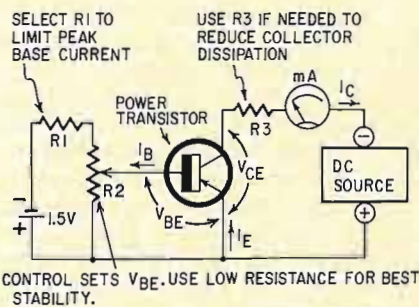 SELECT R1 TO
LIMIT PEAK
BASE CURRENT
USE R3 IF NEEDED TO
REDUCE COLLECTOR
DISSIPATION
mA
IC
POWER
TRANSISTOR
R1
R3
IB
VCE
R2
DC
SOURCE
−
+
-
+
1.5V
VBE
IE
CONTROL SETS VBE. USE LOW RESISTANCE FOR BEST
STABILITY.